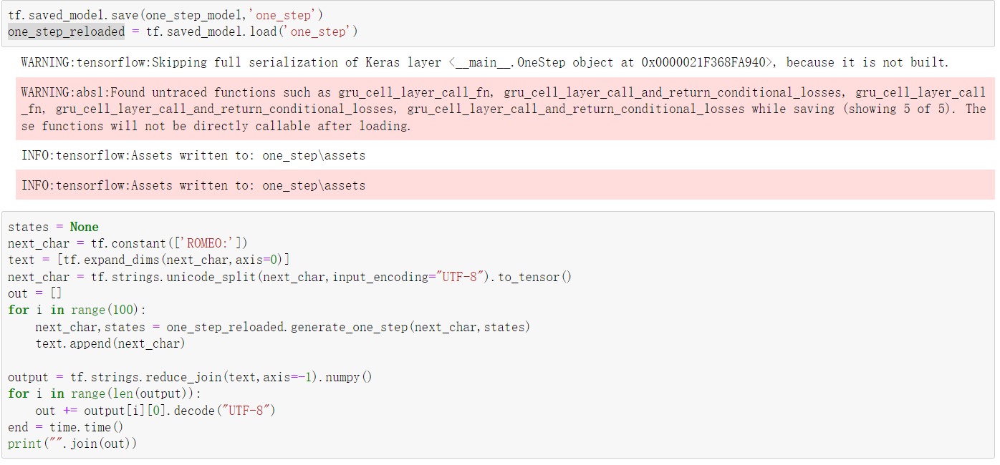 tf.saved_model.save(one_step_model,'one_step')
one_step_reloaded = tf.saved_model.load('one_step')
WARNING:tensorflow:Skipping full serialization of Keras layer <__main__.OneStep object at 0x0000021F368FA940>, because it is not built.
WARNING:absl:Found untraced functions such as gru_cell_layer_call_fn, gru_cell_layer_call_and_return_conditional_losses, gru_cell_layer_call
_fn, gru_cell_layer_call_and_return_conditional_losses, gru_cell_layer_call_and_return_conditional_losses while saving (showing 5 of 5). The
se functions will not be directly callable after loading.
INFO:tensorflow:Assets written to: one_step\assets
INFO:tensorflow:Assets written to: one_step\assets
states = None
next_char = tf.constant(['ROMEO:'])
text = [tf.expand_dims(next_char,axis=0)]
next_char = tf.strings.unicode_split(next_char,input_encoding="UTF-8").to_tensor()
out = []
for i in range(100):
    next_char,states = one_step_reloaded.generate_one_step(next_char,states)
    text.append(next_char)
output = tf.strings.reduce_join(text,axis=-1).numpy()
for i in range(len(output)):
    out += output[i][0].decode("UTF-8")
end = time.time()
print("".join(out))